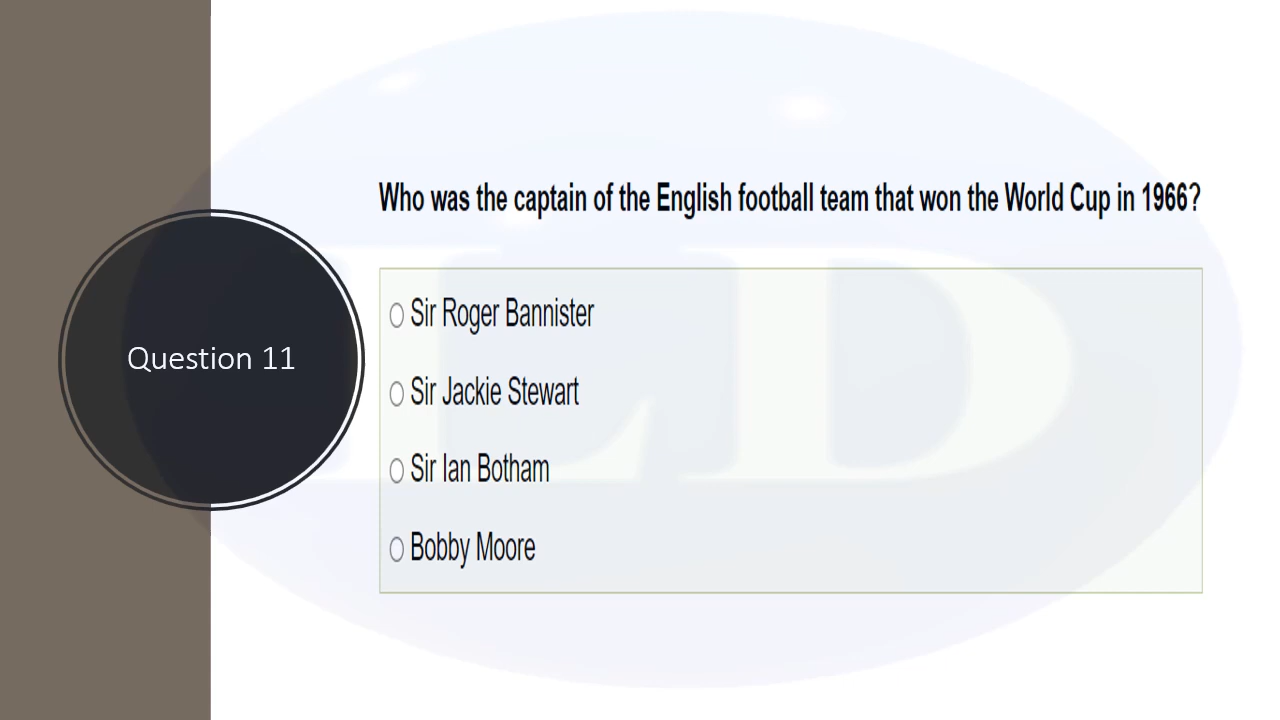 Who was the captain of the English football team that won the World Cup in 1966?
Question 11
Sir Roger Bannister
Sir Jackie Stewart
Sir Ian Botham
Bobby Moore
LD